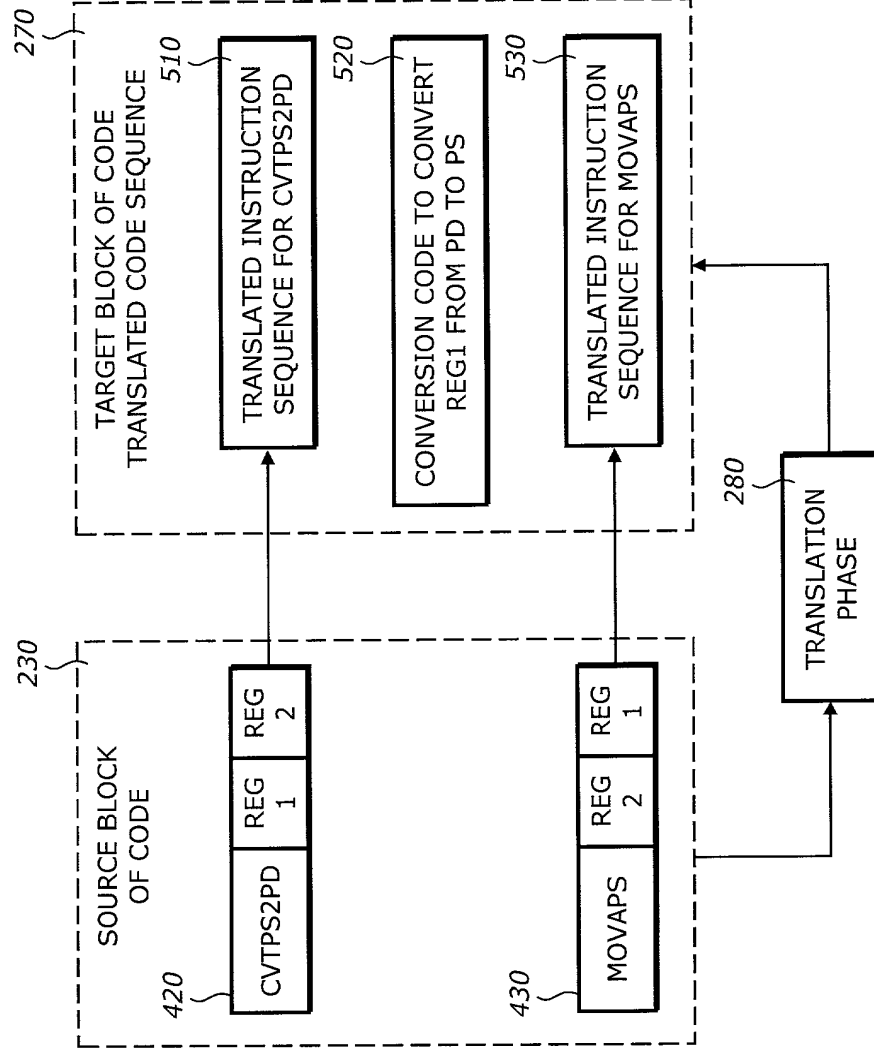 230
SOURCE BLOCK
OF CODE
420
CVTPS2PD
REG
1
REG
2
430
MOVAPS
REG
2
REG
1
270
TARGET BLOCK OF CODE
TRANSLATED CODE SEQUENCE
510
TRANSLATED INSTRUCTION
SEQUENCE FOR CVTPS2PD
520
CONVERSION CODE TO CONVERT
REG1 FROM PD TO PS
530
TRANSLATED INSTRUCTION
SEQUENCE FOR MOVAPS
280
TRANSLATION
PHASE